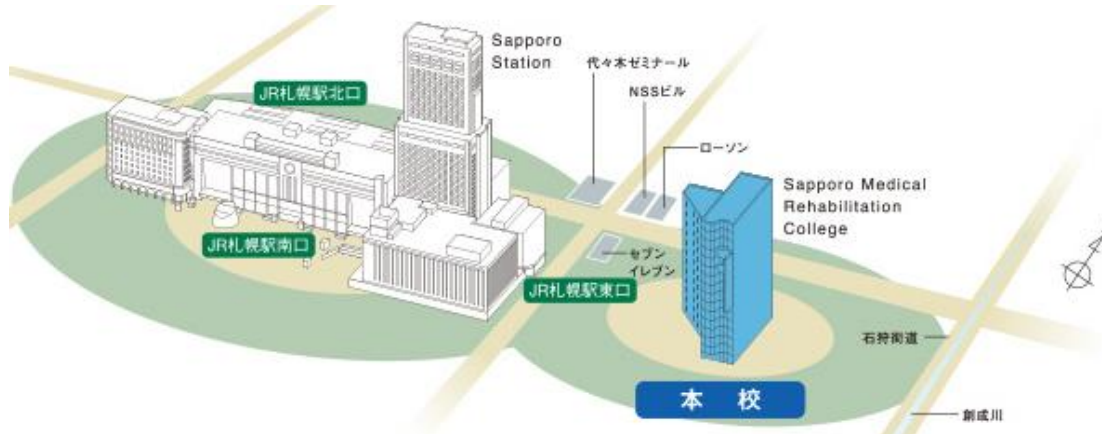 Sapporo
Station
代々木ゼミナール
NSSビル
JR札幌駅北口
ローソン
Sapporo Medical
Rehabilitation
College
JR札幌駅南口
セブン
イレブン
JR札幌駅東口
石狩街道
本 校
創成川